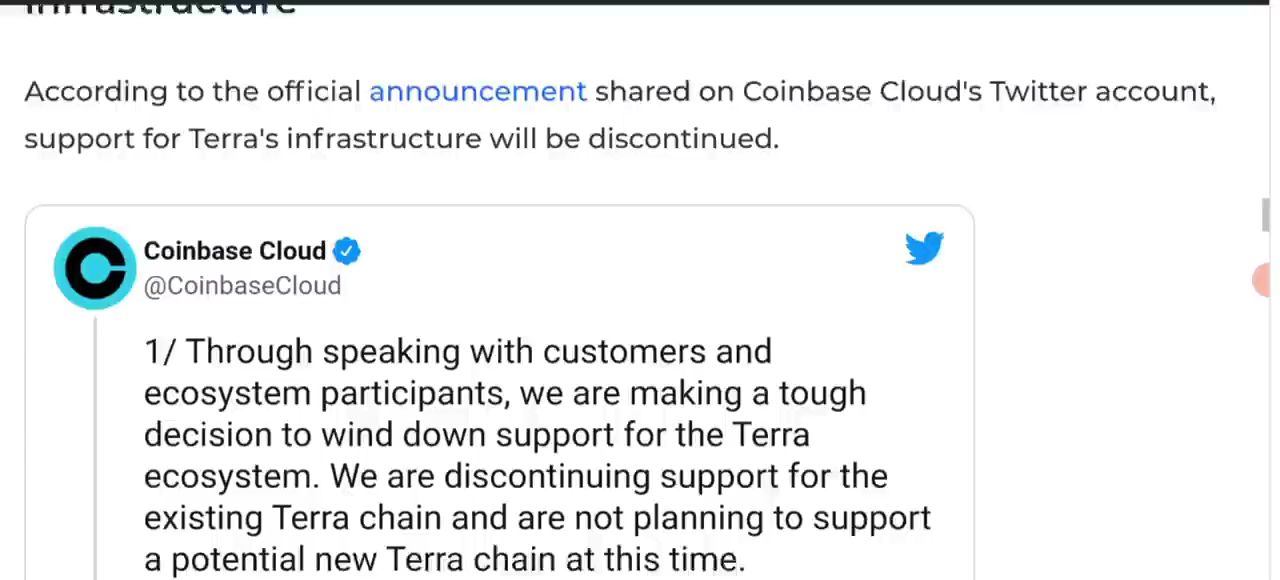 infrastructure
According to the official announcement shared on Coinbase Cloud's Twitter account,
support for Terra's infrastructure will be discontinued.
Coinbase Cloud
@CoinbaseCloud
1/ Through speaking with customers and
ecosystem participants, we are making a tough
decision to wind down support for the Terra
ecosystem. We are discontinuing support for the
existing Terra chain and are not planning to support
a potential new Terra chain at this time.